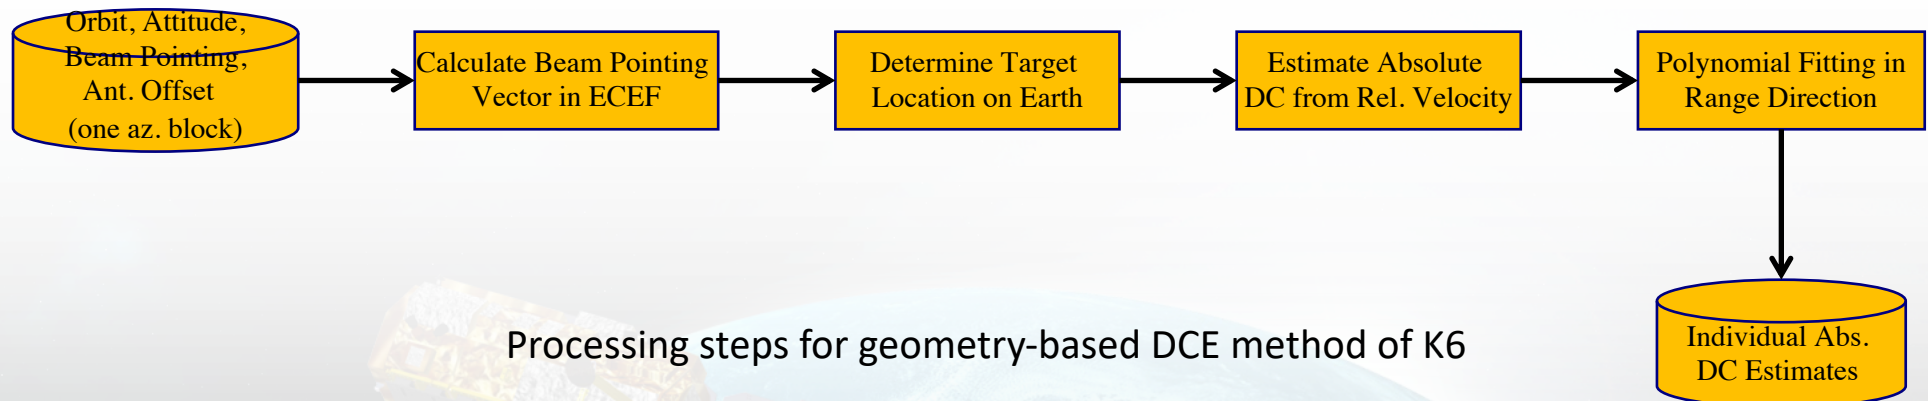 Orbit, Attitude,
Beam Pointing,
Ant. Offset
(one az. block)
Calculate Beam Pointing
Vector in ECEF
Determine Target
Location on Earth
Estimate Absolute
DC from Rel. Velocity
Polynomial Fitting in
Range Direction
Individual Abs.
DC Estimates
Processing steps for geometry-based DCE method of K6